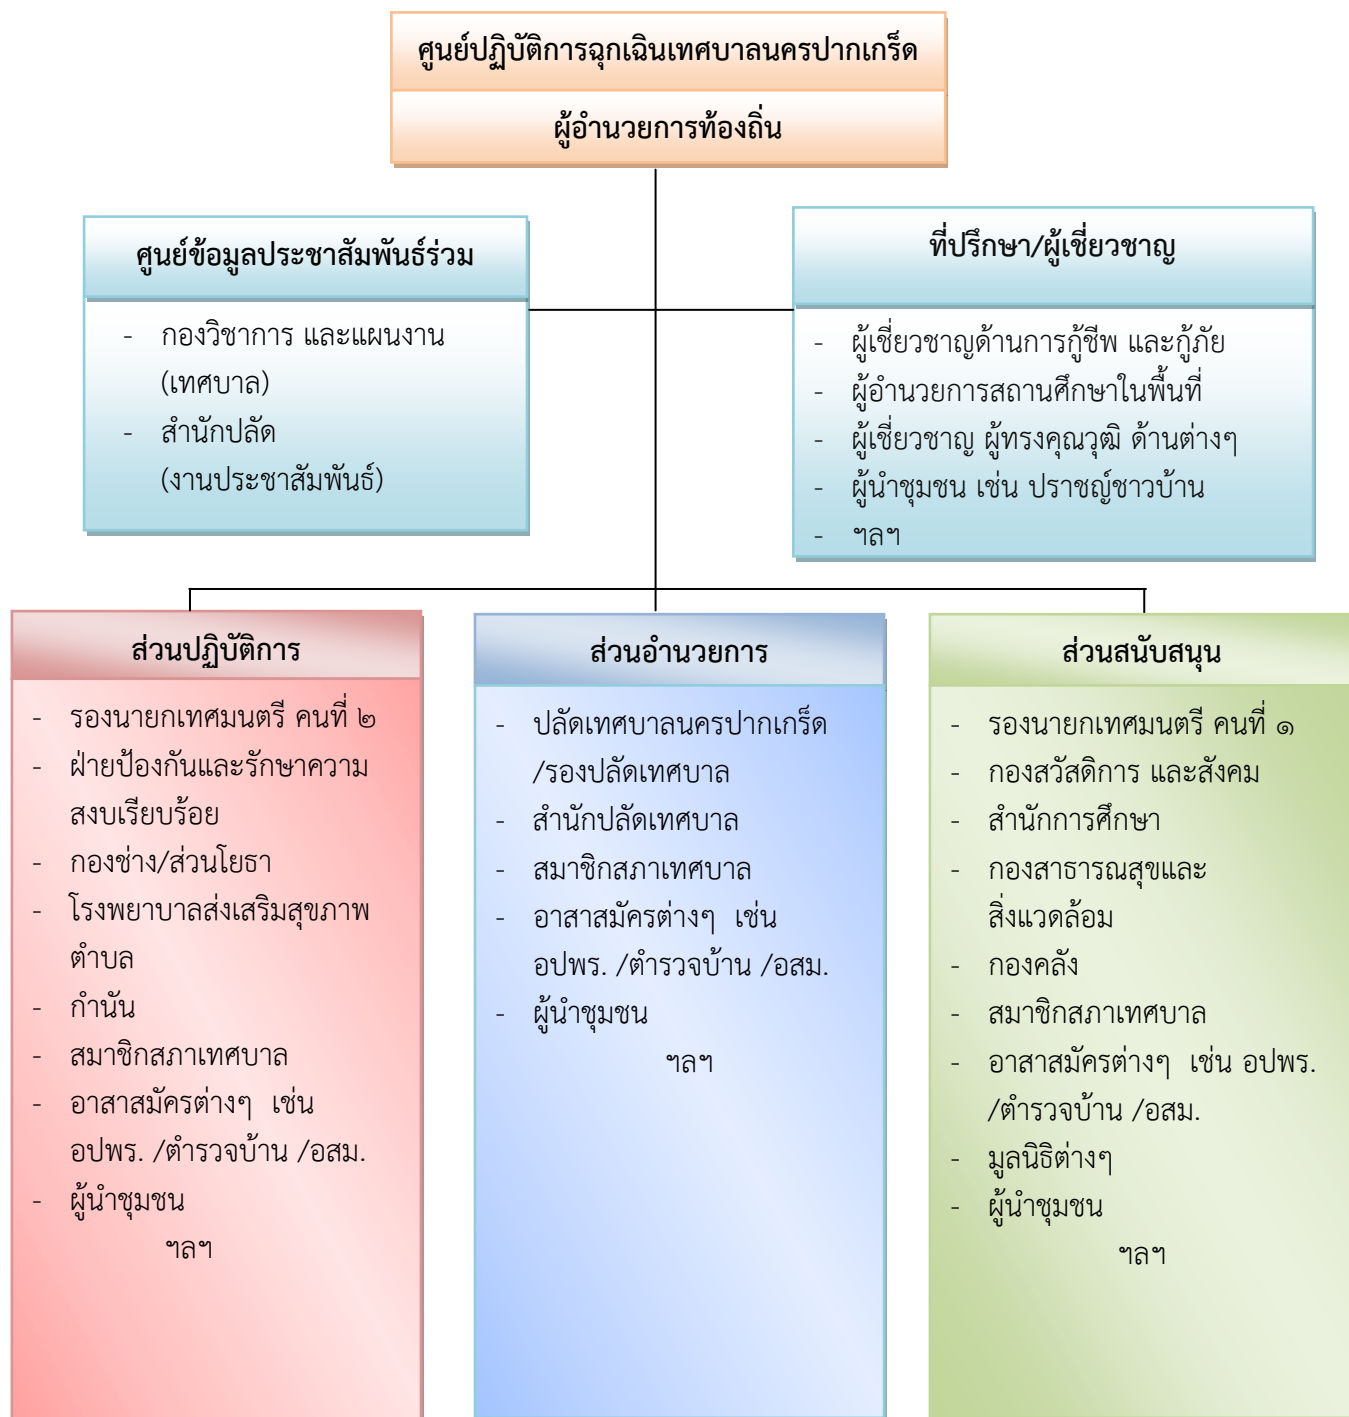 ศูนย์ปฏิบัติการฉุกเฉินเทศบาลนครปากเกร็ด
ผู้อำนวยการท้องถิ่น
ศูนย์ข้อมูลประชาสัมพันธ์ร่วม
- กองวิชาการ และแผนงาน
(เทศบาล)
- สำนักปลัด
(งานประชาสัมพันธ์)
ที่ปรึกษา/ผู้เชี่ยวชาญ
- ผู้เชี่ยวชาญด้านการกู้ชีพ และกู้ภัย
- ผู้อำนวยการสถานศึกษาในพื้นที่
- ผู้เชี่ยวชาญ ผู้ทรงคุณวุฒิ ด้านต่างๆ
- ผู้นำชุมชน เช่น ปราชญ์ชาวบ้าน
- ฯลฯ
ส่วนปฏิบัติการ
- รองนายกเทศมนตรี คนที่ ๒
- ฝ่ายป้องกันและรักษาความ
สงบเรียบร้อย
- กองช่าง/ส่วนโยธา
- โรงพยาบาลส่งเสริมสุขภาพ
ตำบล
- กำนัน
- สมาชิกสภาเทศบาล
- อาสาสมัครต่างๆ เช่น
อปพร. /ตำรวจบ้าน /อสม.
- ผู้นำชุมชน
ฯลฯ
ส่วนอำนวยการ
- ปลัดเทศบาลนครปากเกร็ด
/รองปลัดเทศบาล
- สำนักปลัดเทศบาล
- สมาชิกสภาเทศบาล
- อาสาสมัครต่างๆ เช่น
อปพร. /ตำรวจบ้าน /อสม.
- ผู้นำชุมชน
ฯลฯ
ส่วนสนับสนุน
- รองนายกเทศมนตรี คนที่ ๑
- กองสวัสดิการ และสังคม
- สำนักการศึกษา
- กองสาธารณสุขและ
สิ่งแวดล้อม
- กองคลัง
- สมาชิกสภาเทศบาล
- อาสาสมัครต่างๆ เช่น อปพร.
/ตำรวจบ้าน /อสม.
- มูลนิธิต่างๆ
- ผู้นำชุมชน
ฯลฯ